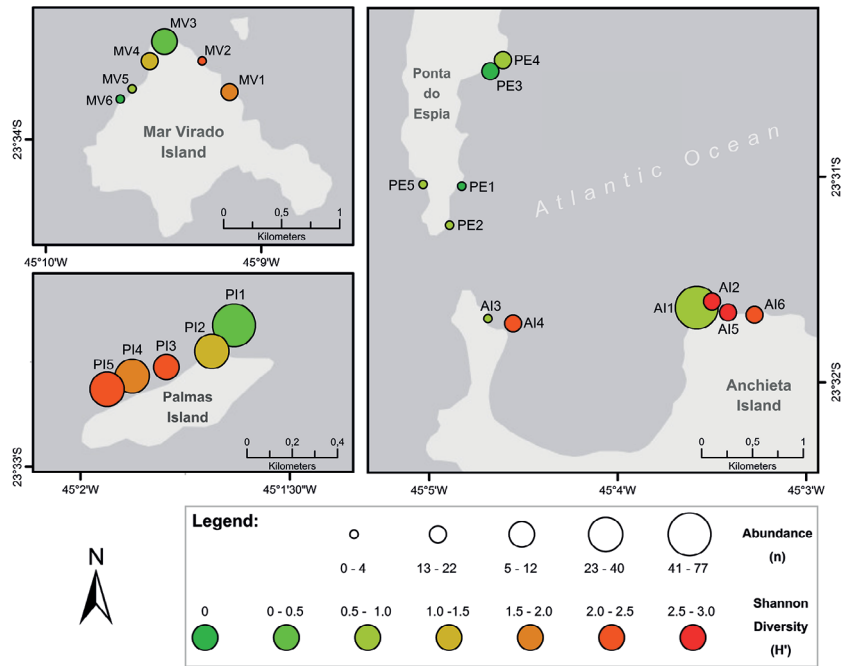 MV3
MV4
MV2
MV5
MV1
MV6
Mar Virado
Island
0
0,5
1
Kilometers
23°34'S
45°10'W
45°9'W
PI1
PI2
PI3
PI4
PI5
Palmas
Island
0
0,2
0,4
Kilometers
23°33'S
45°2'W
45°1'30"W
Ponta
do
Espia
PE4
PE3
PE5
PE1
PE2
Atlantic Ocean
23°31'S
AI3
AI4
AI1
AI2
AI5
AI6
Anchieta
Island
0
0,5
1
Kilometers
23°32'S
45°5'W
45°4'W
45°3'W
Legend:
Abundance
(n)
0 - 4
13 - 22
5 - 12
23 - 40
41 - 77
0
0 - 0.5
0.5 - 1.0
1.0 -1.5
1.5 - 2.0
2.0 - 2.5
2.5 - 3.0
Shannon
Diversity
(H')
N